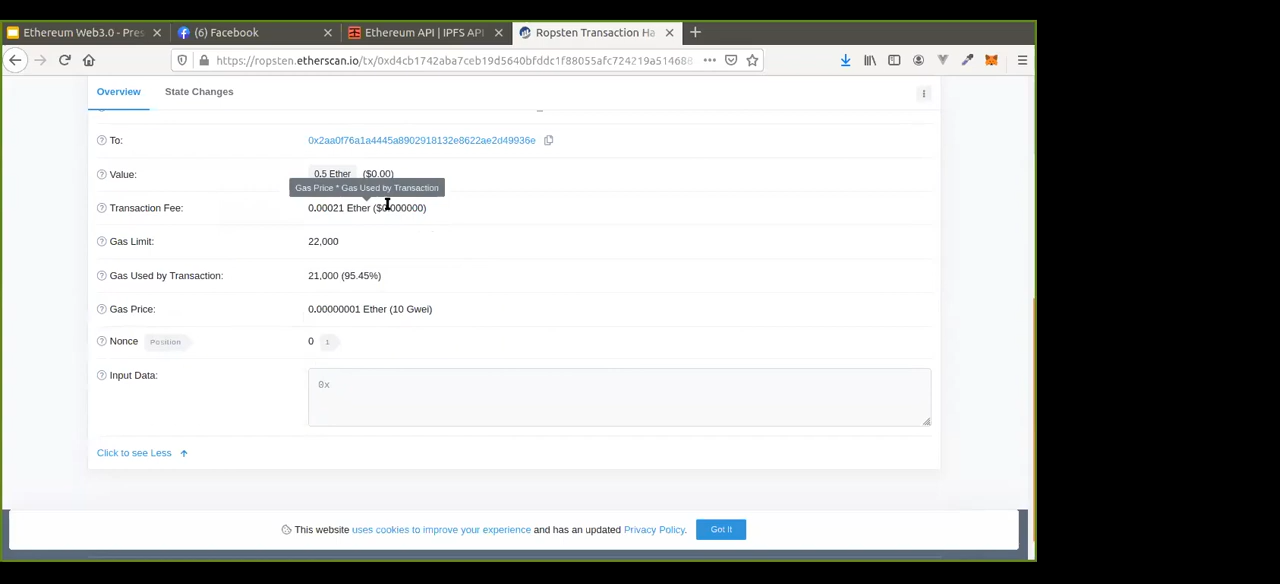 Ethereum Web3.0 - Pres
(6) Facebook
Ethereum API | IPFS API
Ropsten Transaction Ha
https://ropsten.etherscan.io/tx/0xd4cb1742aba7ceb19d5640bfddc1f88055afc724219a514688
Overview
State Changes
To:
0x2aa0f76a1a4445a8902918132e8622ae2d49936e
Value:
0.5 Ether ($0.00)
Gas Price * Gas Used by Transaction
Transaction Fee:
0.00021 Ether ($0.000000)
Gas Limit:
22,000
Gas Used by Transaction:
21,000 (95.45%)
Gas Price:
0.00000001 Ether (10 Gwei)
Nonce Position
0 1
Input Data:
0x
Click to see Less
This website uses cookies to improve your experience and has an updated Privacy Policy.
Got It